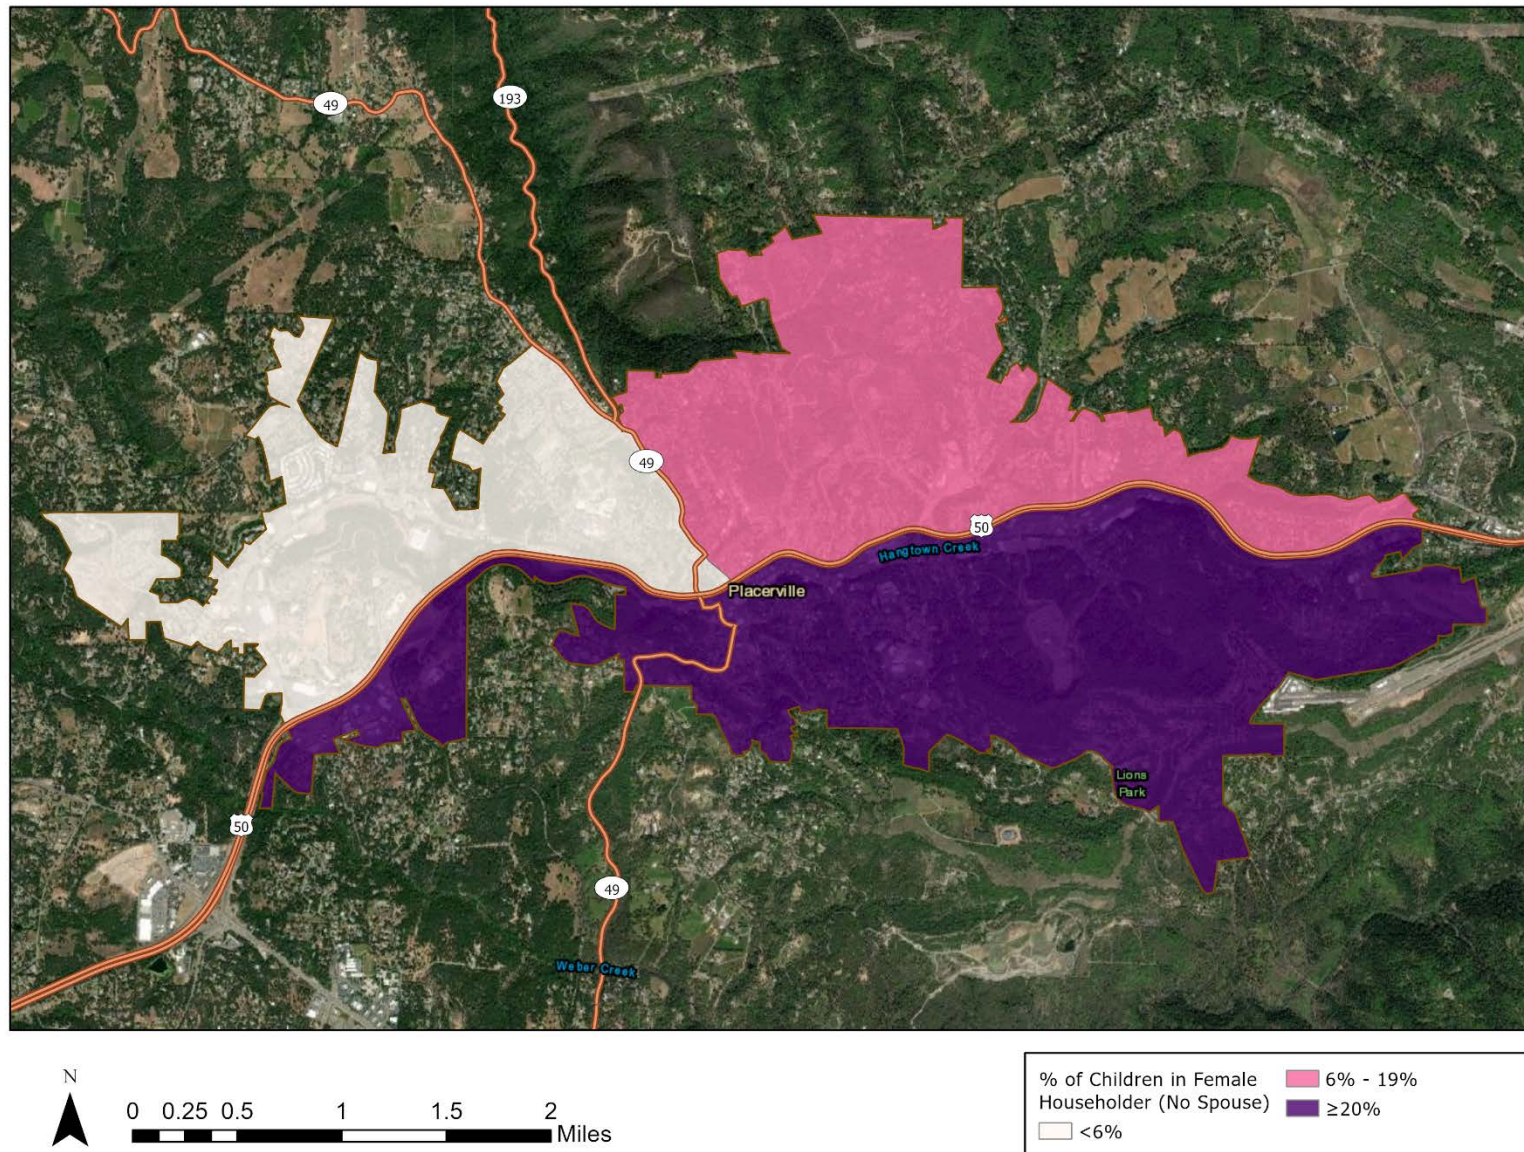 49
193
49
50
Hangtown Creek
Placerville
Lions
Park
50
49
Weber Creek
N
0 0.25 0.5 1 1.5 2
Miles
% of Children in Female
Householder (No Spouse)
<6%
6% - 19%
≥20%